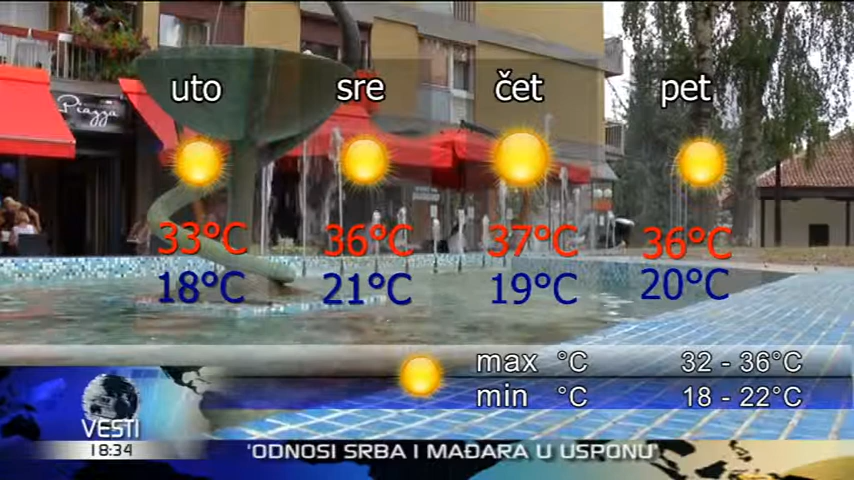 uto sre čet pet
Piazza
33°C 36°C 37°C 36°C
18°C 21°C 19°C 20°C
max °C 32 - 36°C
min °C 18 - 22°C
VESTI
18:34
'ODNOSI SRBA I MAĐARA U USPONU'